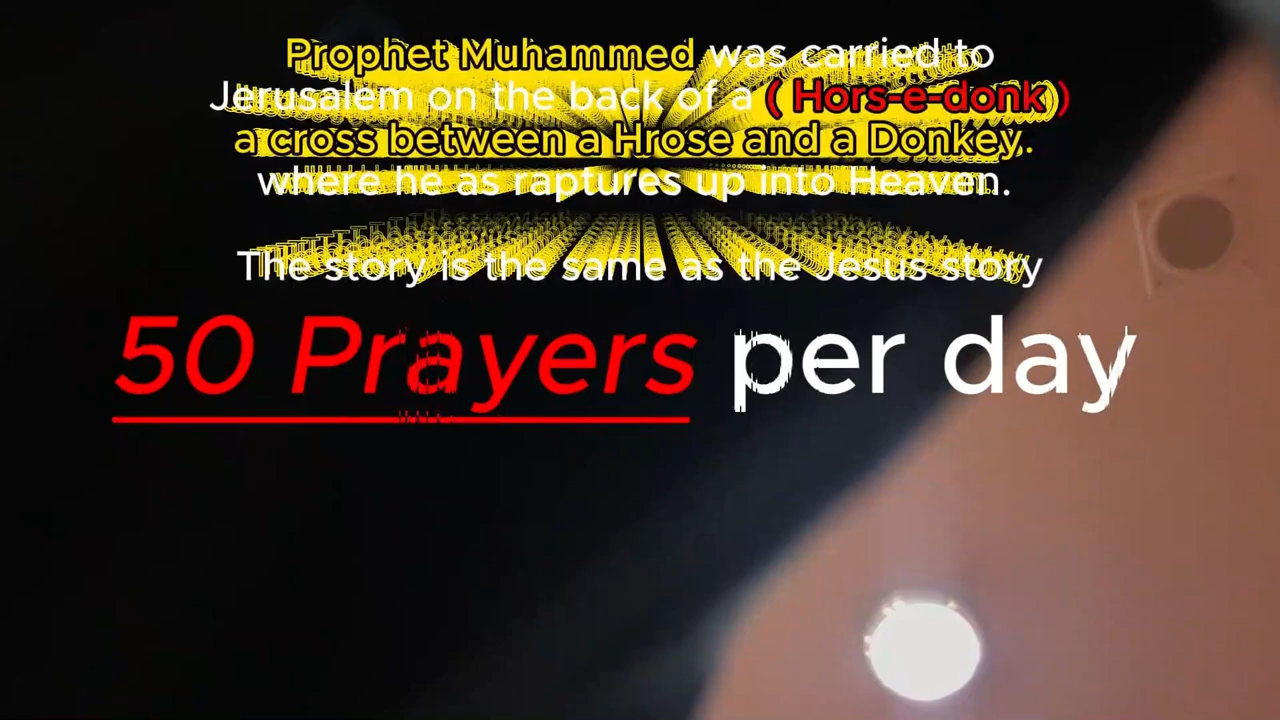 Prophet Muhammed was carried to
Jerusalem on the back of a ( Hors-e-donk )
a cross between a Hrose and a Donkey.
where he as raptures up into Heaven.
The story is the same as the Jesus story
50 Prayers per day